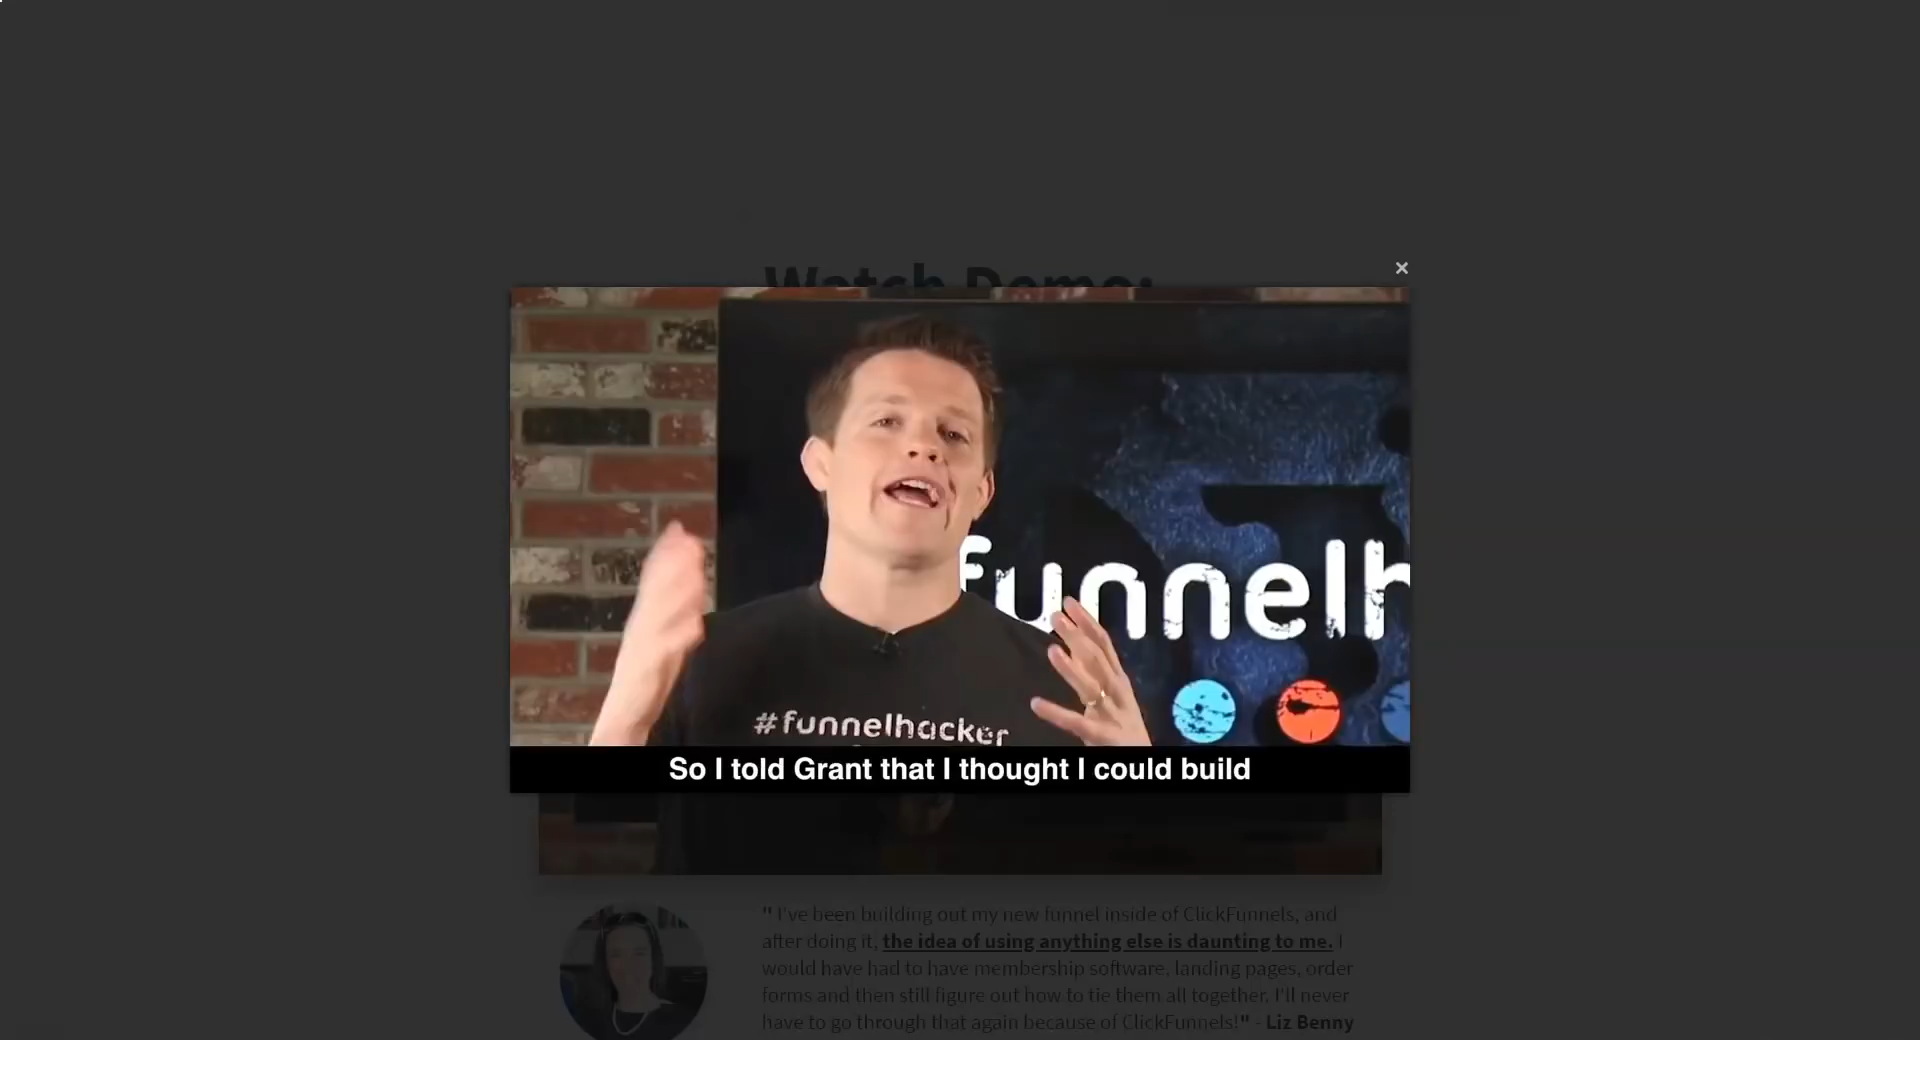 Watch Demo:
×
funnelh
#funnelhacker
So I told Grant that I thought I could build
" I've been building out my new funnel inside of ClickFunnels, and
after doing it, the idea of using anything else is daunting to me. I
would have had to have membership software, landing pages, order
forms and then still figure out how to tie them all together. I'll never
have to go through that again because of ClickFunnels!" - Liz Benny